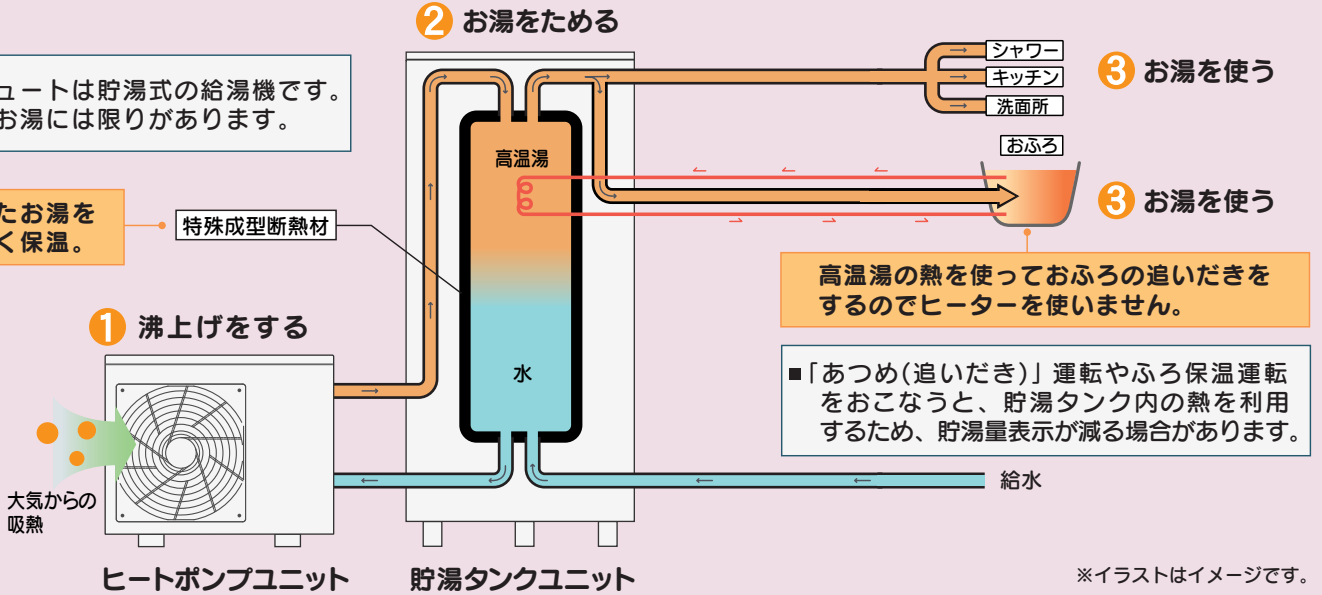 2 お湯をためる
ュートは貯湯式の給湯機です。
お湯には限りがあります。
シャワー
キッチン
洗面所
3 お湯を使う
おふろ
3 お湯を使う
高温湯
たお湯を
く保温。
特殊成型断熱材
高温湯の熱を使っておふろの追いだきを
するのでヒーターを使いません。
1 沸上げをする
水
■「あつめ(追いだき)」運転やふろ保温運転
をおこなうと、貯湯タンク内の熱を利用
するため、貯湯量表示が減る場合があります。
大気からの
吸熱
給水
ヒートポンプユニット
貯湯タンクユニット
※イラストはイメージです。